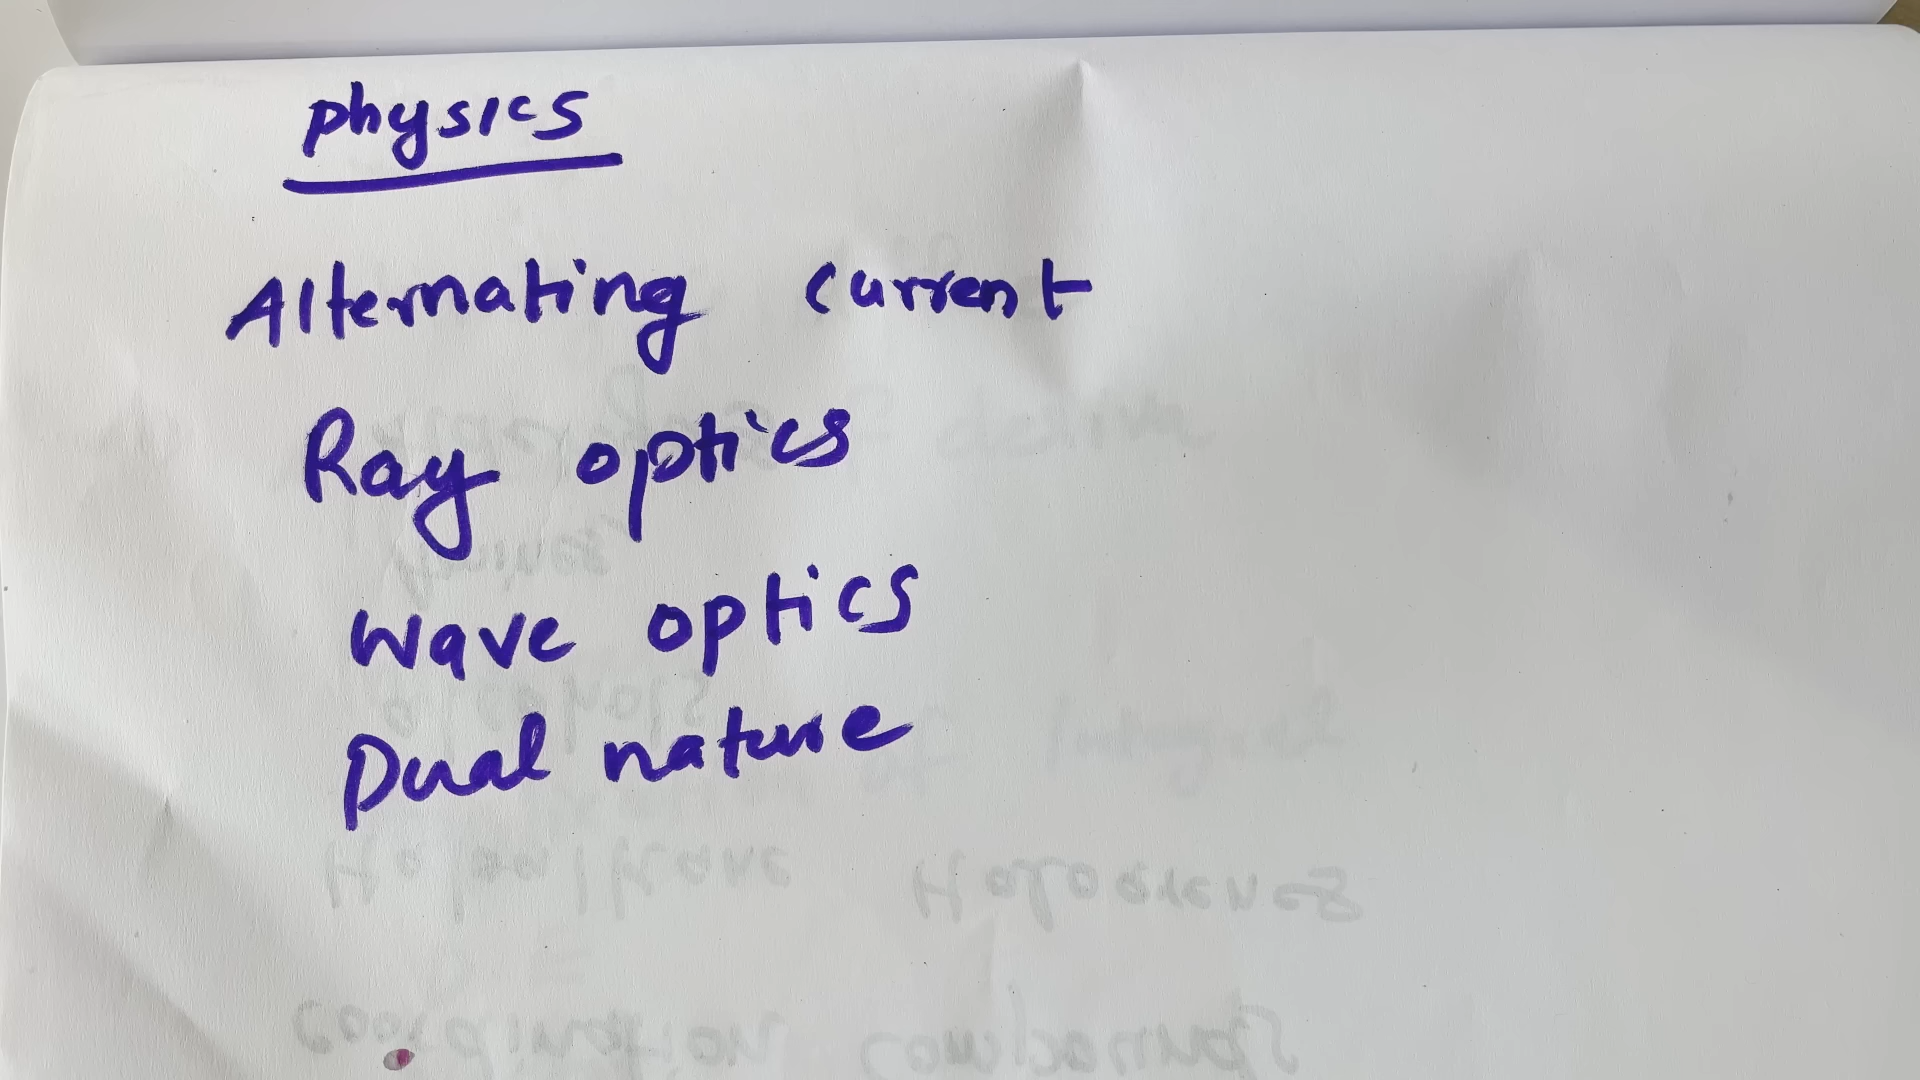 physics
Alternating current
Ray optics
wave optics
Dual nature